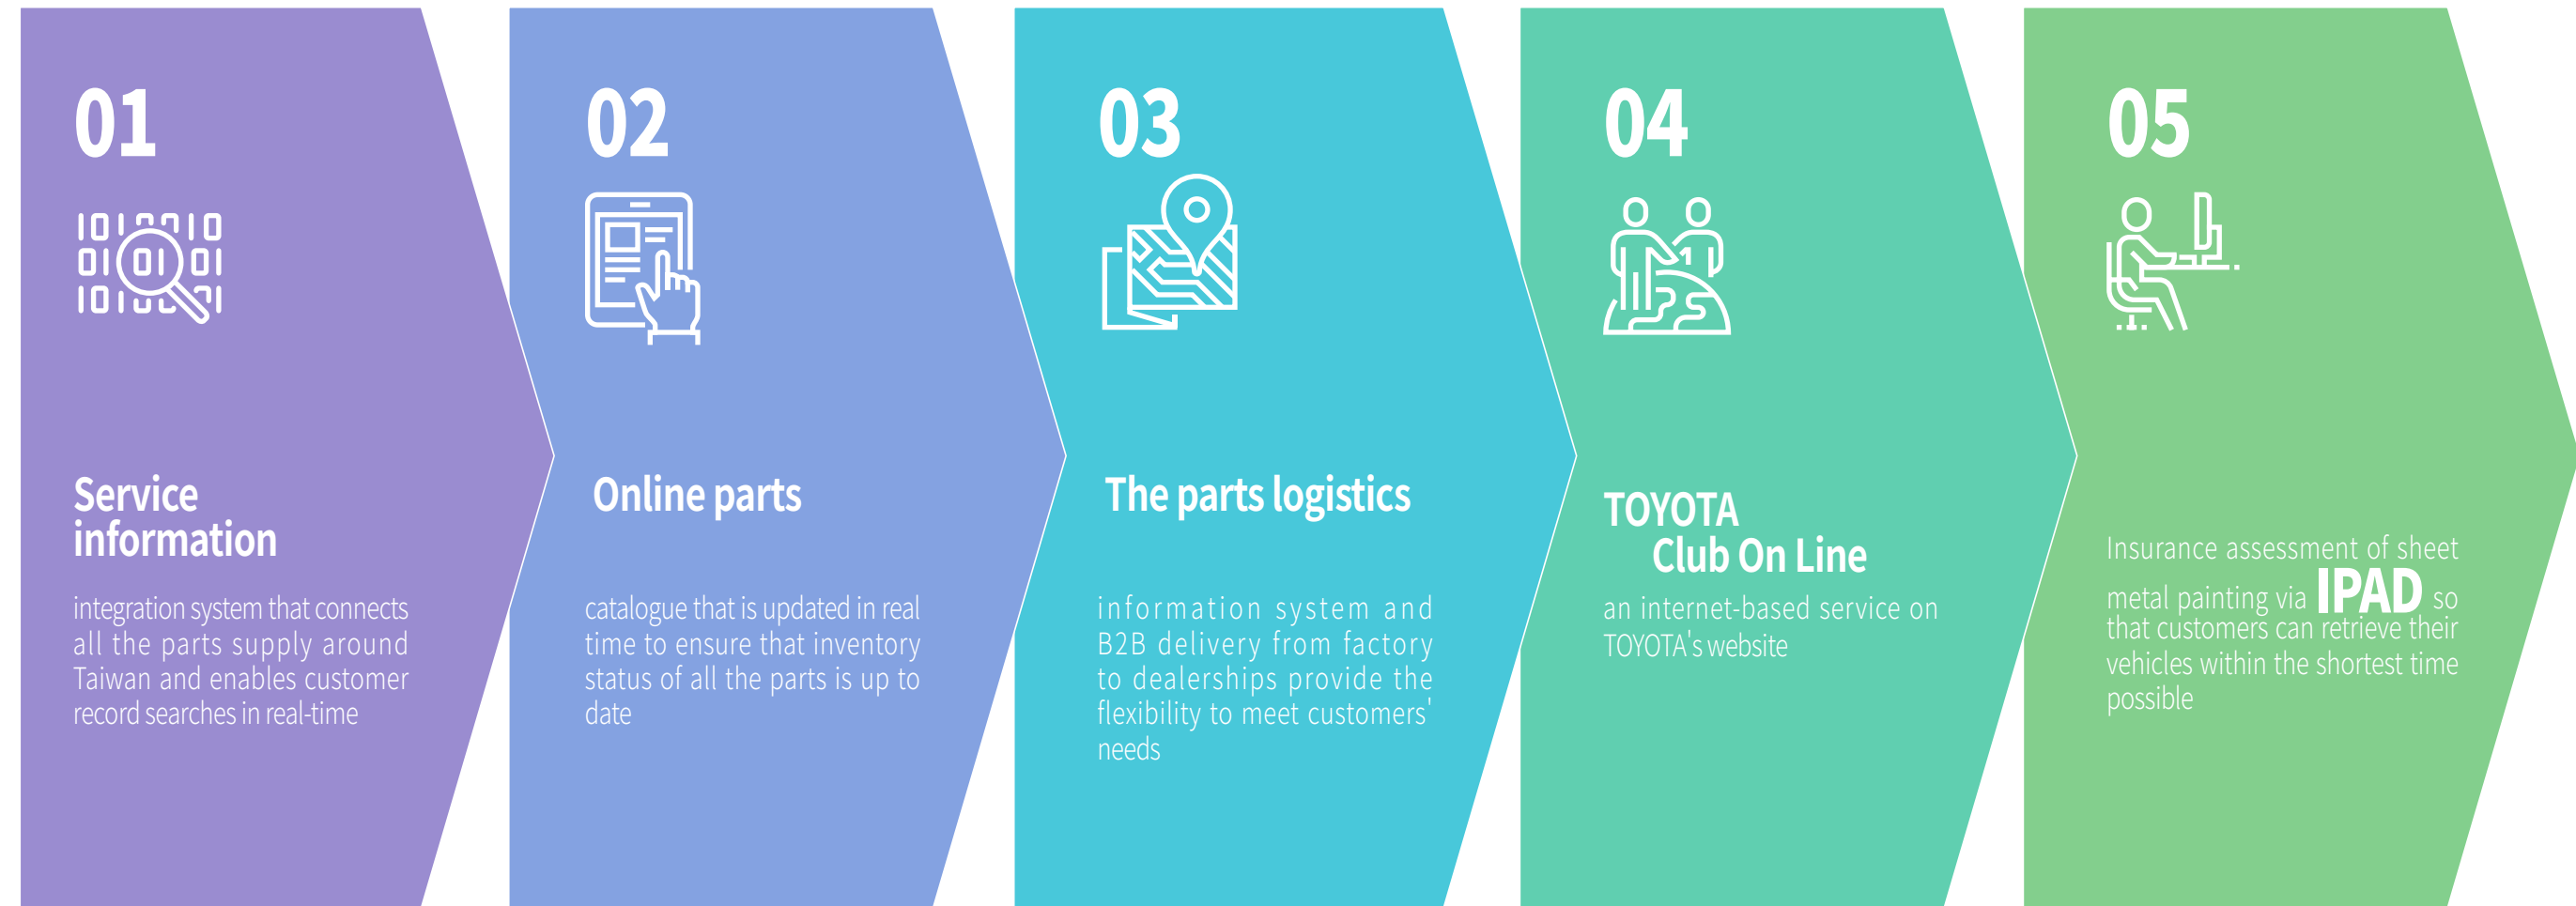 01
Service
information
integration system that connects
all the parts supply around
Taiwan and enables customer
record searches in real-time
02
Online parts
catalogue that is updated in real
time to ensure that inventory
status of all the parts is up to
date
03
The parts logistics
information system and
B2B delivery from factory
to dealerships provide the
flexibility to meet customers'
needs
04
TOYOTA
Club On Line
an internet-based service on
TOYOTA's website
05
Insurance assessment of sheet
metal painting via IPAD so
that customers can retrieve their
vehicles within the shortest time
possible